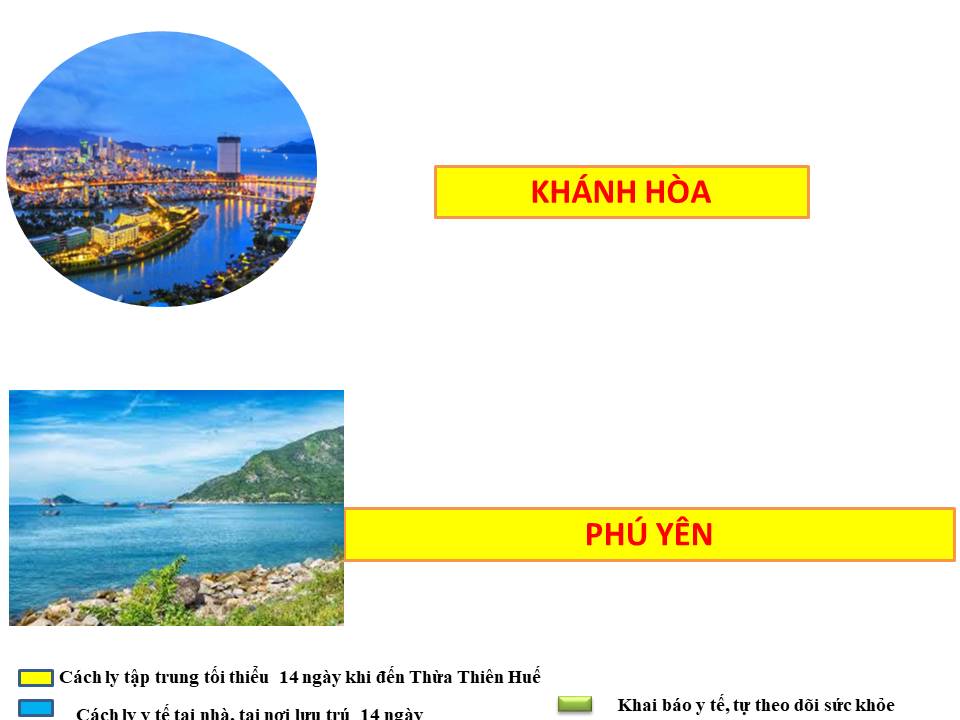 KHÁNH HÒA
PHÚ YÊN
Cách ly tập trung tối thiểu 14 ngày khi đến Thừa Thiên Huế
Cách ly y tế tại nhà, tại nơi lưu trú 14 ngày
Khai báo y tế, tự theo dõi sức khỏe